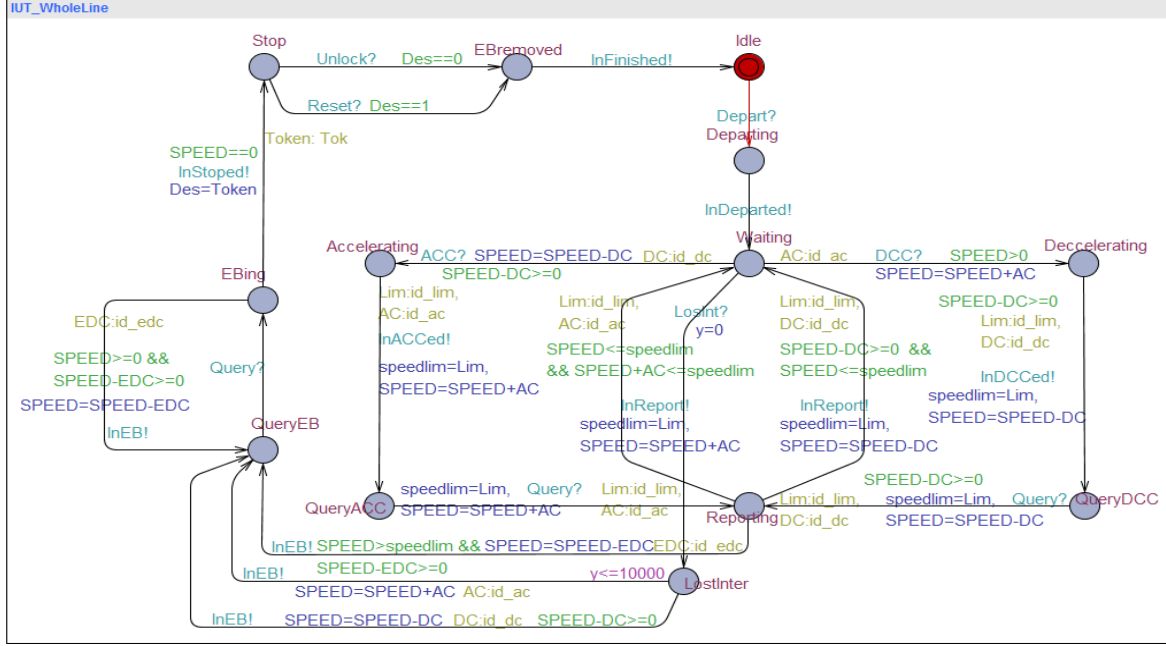 IUT_WholeLine
Stop
Unlock? Des==0
EBremoved
InFinished!
Idle
Reset? Des==1
Depart?
Departing
Token: Tok
SPEED==0
InStoped!
Des=Token
InDeparted!
Waiting
Accelerating
ACC? SPEED=SPEED-DC DC:id_dc
SPEED-DC>=0
AC:id_ac DCC? SPEED>0
SPEED=SPEED+AC
Deccelerating
EBing
EDC:id_edc
SPEED>=0 &&
SPEED-EDC>=0
SPEED=SPEED-EDC
InEB!
Query?
QueryEB
Lim:id_lim,
AC:id_ac
InACCed!
speedlim=Lim,
SPEED=SPEED+AC
Lim:id_lim,
AC:id_ac
SPEED<=speedlim
&& SPEED+AC<=speedlim
InReport!
speedlim=Lim,
SPEED=SPEED+AC
LosInt?
y=0
Lim:id_lim,
DC:id_dc
SPEED-DC>=0 &&
SPEED<=speedlim
InReport!
speedlim=Lim,
SPEED=SPEED-DC
SPEED-DC>=0
Lim:id_lim,
DC:id_dc
InDCCed!
speedlim=Lim,
SPEED=SPEED-DC
QueryACC
speedlim=Lim, Query? Lim:id_lim,
SPEED=SPEED+AC AC:id_ac
Reporting
SPEED-DC>=0
Lim:id_lim, speedlim=Lim, Query?
DC:id_dc SPEED=SPEED-DC
QueryDCC
InEB! SPEED>speedlim && SPEED=SPEED-EDC EDC:id_edc
SPEED-EDC>=0
InEB!
y<=10000
LostInter
SPEED=SPEED+AC AC:id_ac
InEB! SPEED=SPEED-DC DC:id_dc SPEED-DC>=0